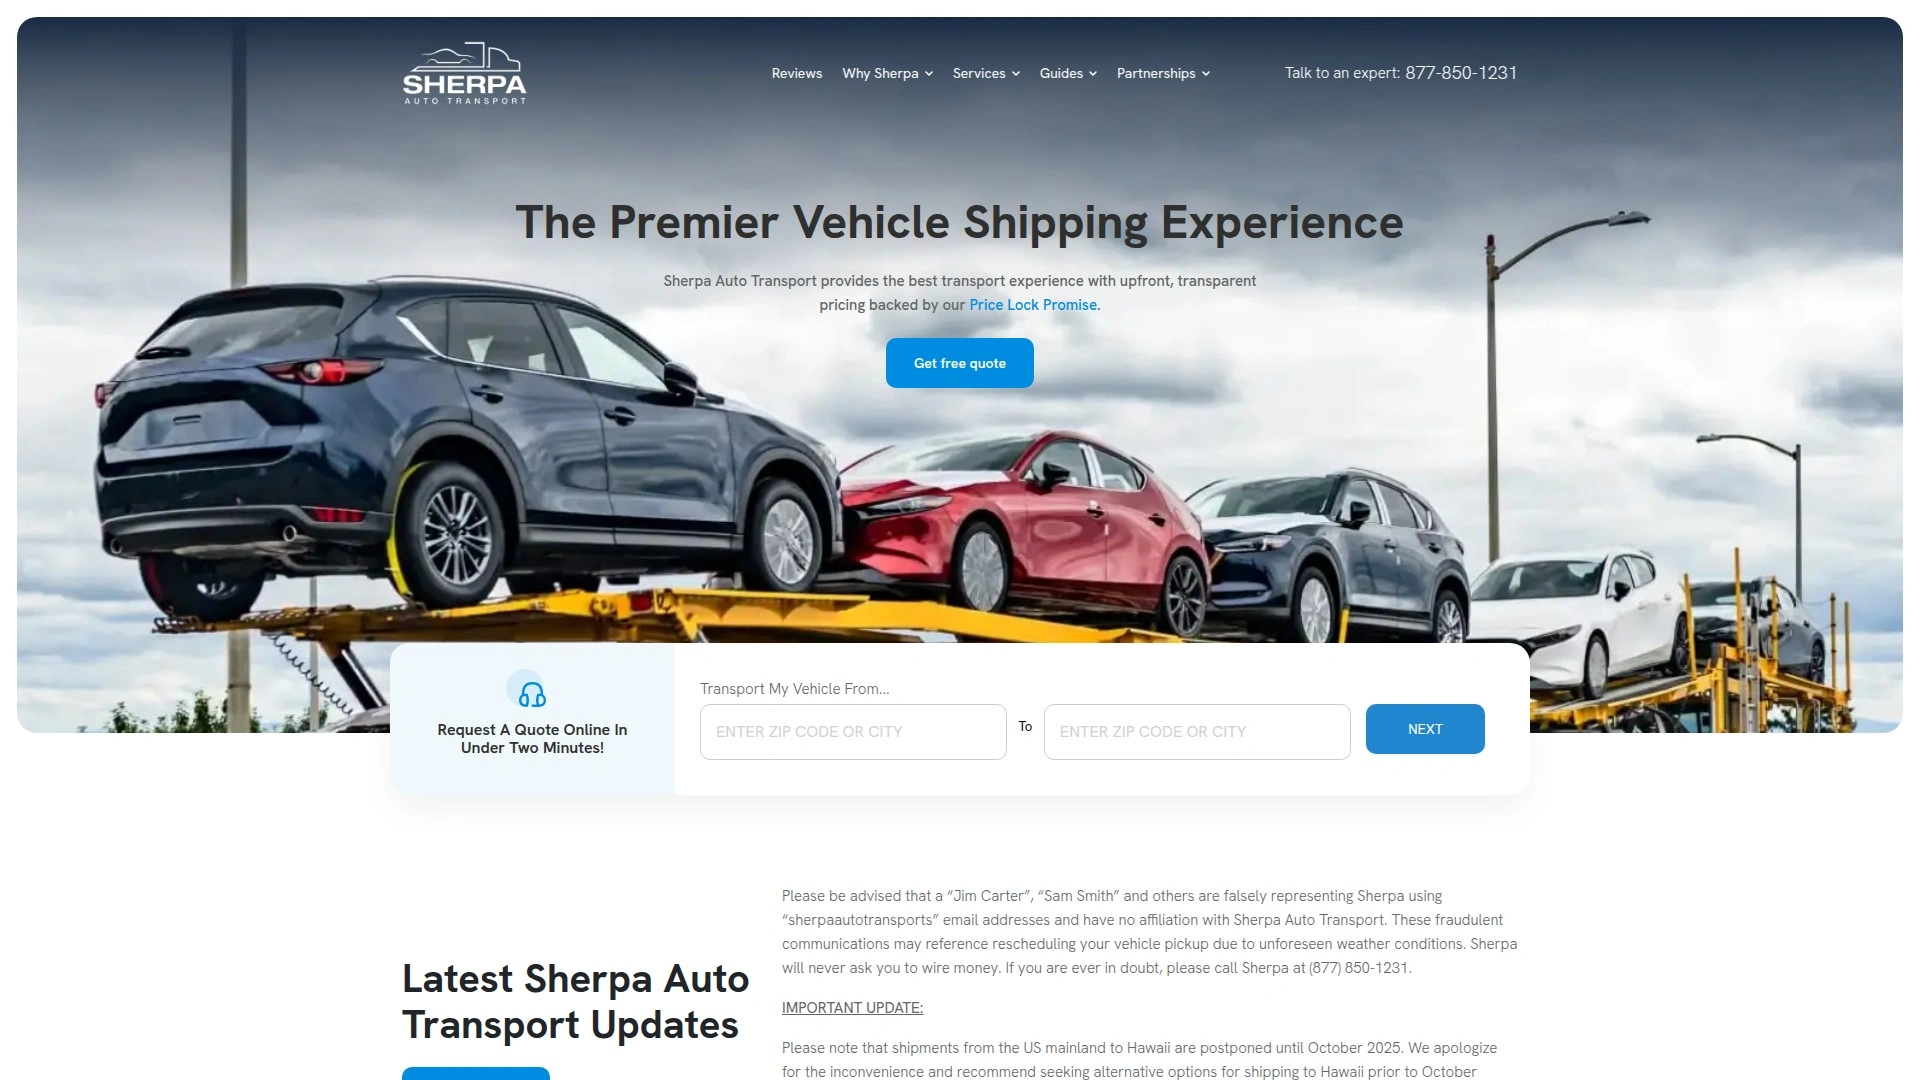 SHERPA
AUTO TRANSPORT
Reviews
Why Sherpa
Services
Guides
Partnerships
Talk to an expert: 877-850-1231
The Premier Vehicle Shipping Experience
Sherpa Auto Transport provides the best transport experience with upfront, transparent
pricing backed by our Price Lock Promise.
Get free quote
Request A Quote Online In
Under Two Minutes!
Transport My Vehicle From...
ENTER ZIP CODE OR CITY
To
ENTER ZIP CODE OR CITY
NEXT
Latest Sherpa Auto
Transport Updates
Please be advised that a “Jim Carter”, “Sam Smith” and others are falsely representing Sherpa using
“sherpaautotransports” email addresses and have no affiliation with Sherpa Auto Transport. These fraudulent
communications may reference rescheduling your vehicle pickup due to unforeseen weather conditions. Sherpa
will never ask you to wire money. If you are ever in doubt, please call Sherpa at (877) 850-1231.
IMPORTANT UPDATE:
Please note that shipments from the US mainland to Hawaii are postponed until October 2025. We apologize
for the inconvenience and recommend seeking alternative options for shipping to Hawaii prior to October